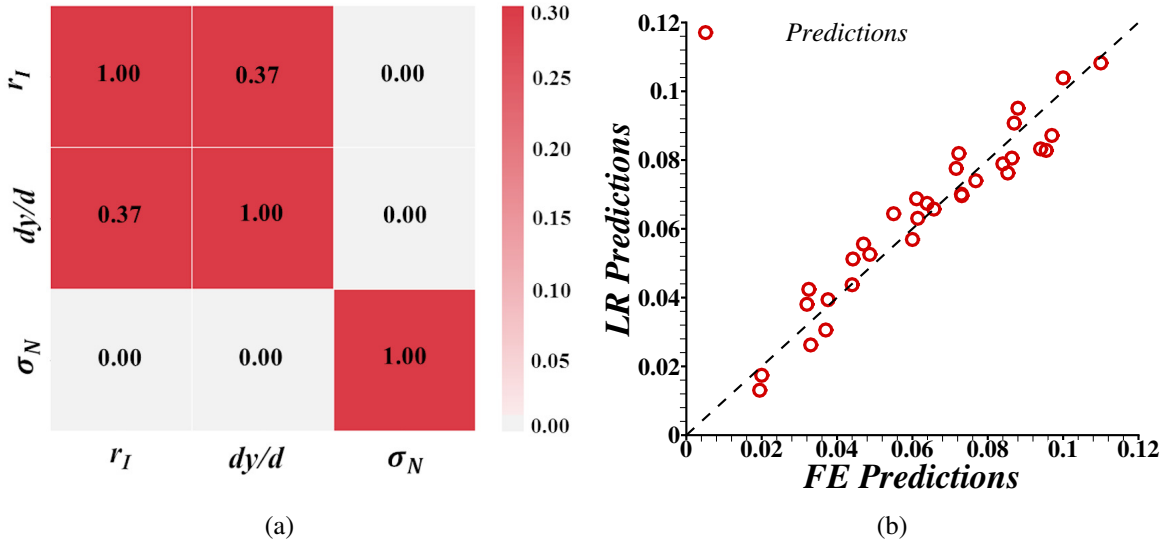 r_I
1.00 0.37 0.00
dy/d
0.37 1.00 0.00
σ_N
0.00 0.00 1.00
r_I dy/d σ_N
0.30
0.25
0.20
0.15
0.10
0.05
0.00
(a)
LR Predictions
0.12
0.1
0.08
0.06
0.04
0.02
0
Predictions
0.02 0.04 0.06 0.08 0.1 0.12
FE Predictions
(b)